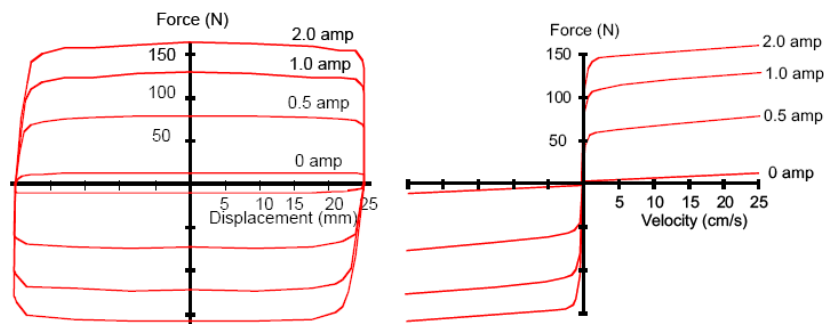 Force (N)
2.0 amp
150
1.0 amp
100
0.5 amp
50
0 amp
5 10 15 20 25
Displacement (mm)
Force (N)
2.0 amp
150
1.0 amp
100
0.5 amp
50
0 amp
5 10 15 20 25
Velocity (cm/s)